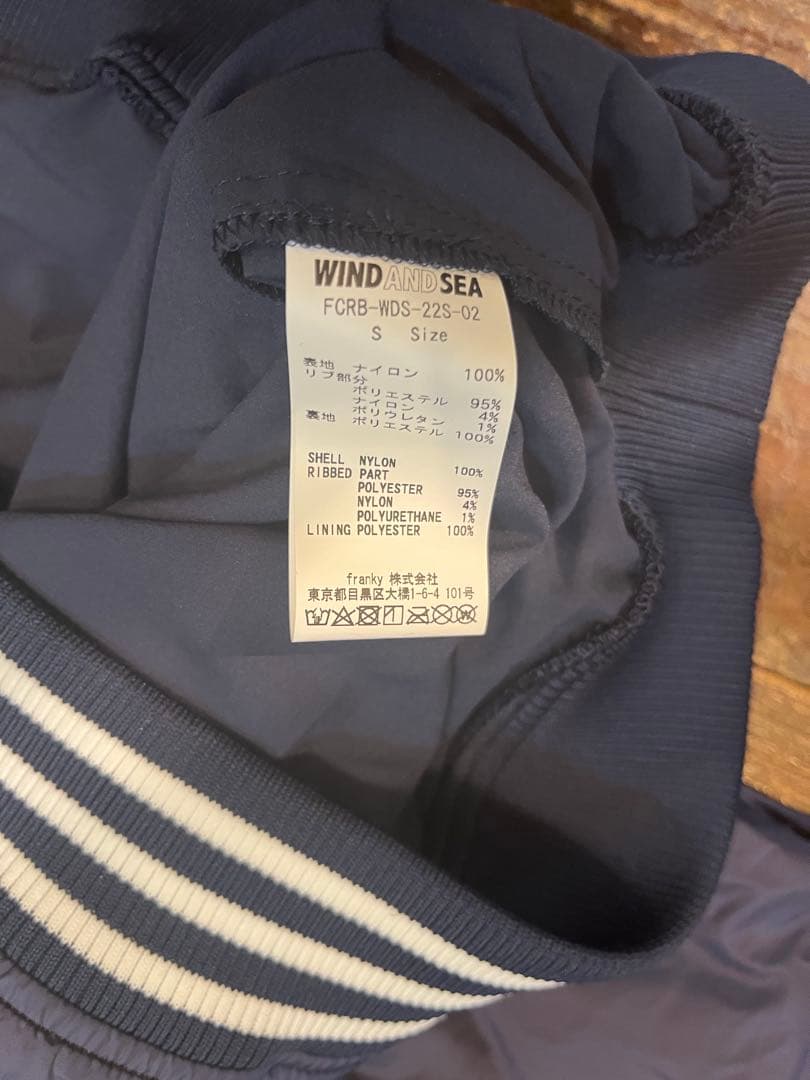 WIND AND SEA
FCRB-WDS-22S-02
S Size
表地 ナイロン 100%
リブ部分
ポリエステル 95%
ナイロン 4%
ポリウレタン 1%
裏地 ポリエステル 100%
SHELL NYLON 100%
RIBBED PART
POLYESTER 95%
NYLON 4%
POLYURETHANE 1%
LINING POLYESTER 100%
franky 株式会社
東京都目黒区大橋1-6-4 101号